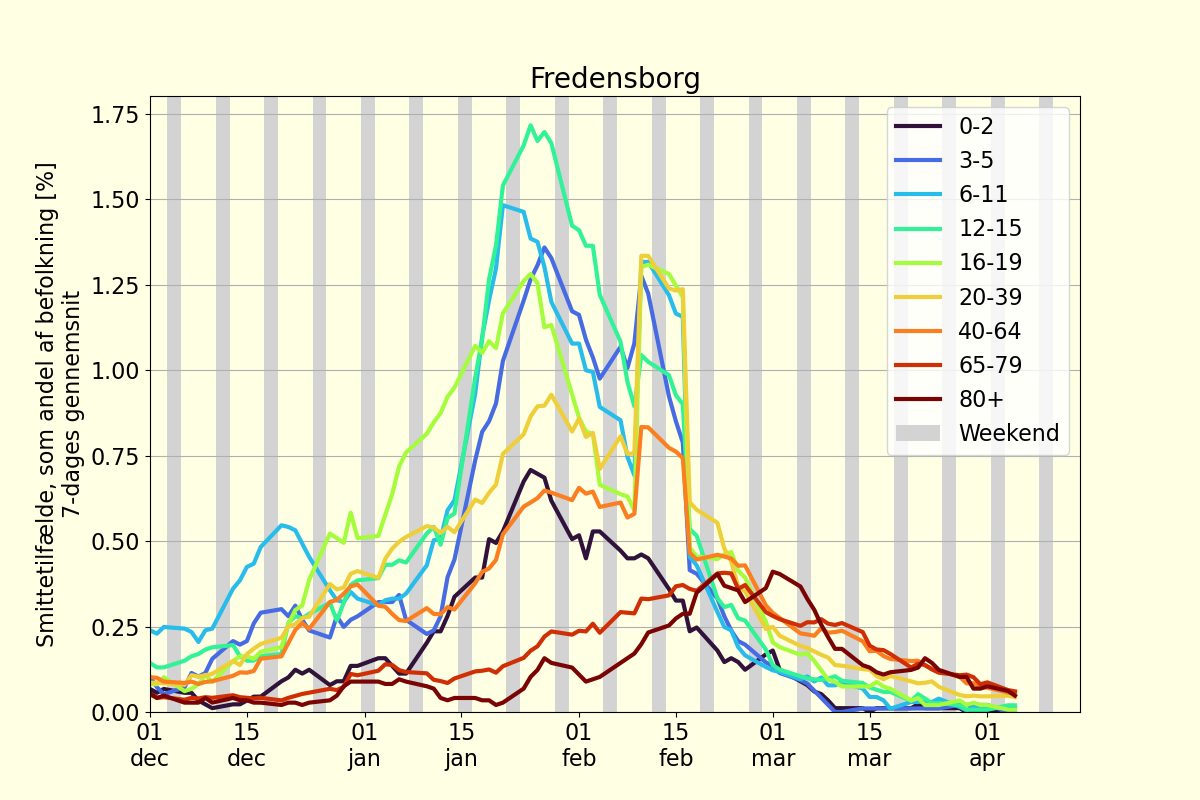 Fredensborg
Smittetilfælde, som andel af befolkning [%]
7-dages gennemsnit
1.75
1.50
1.25
1.00
0.75
0.50
0.25
0.00
0-2
3-5
6-11
12-15
16-19
20-39
40-64
65-79
80+
Weekend
01 15 01 15 01 15 01 15 01
dec dec jan jan feb feb mar mar apr